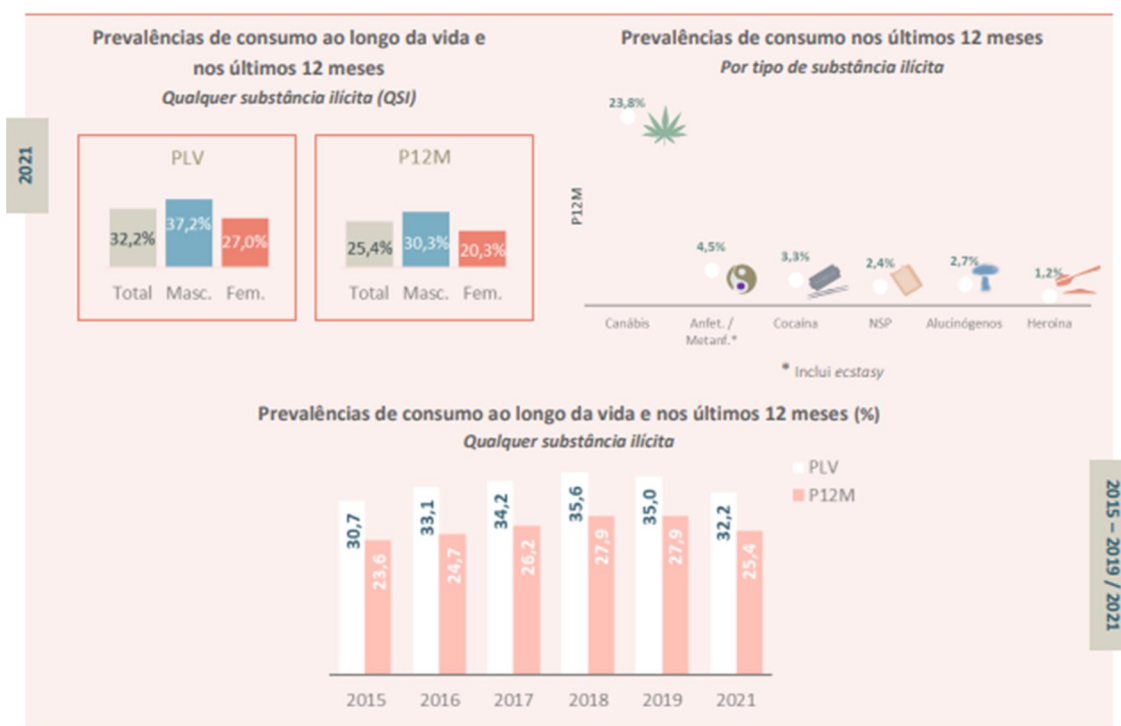 Prevalências de consumo ao longo da vida e
nos últimos 12 meses
Qualquer substância ilícita (QSI)
2021
PLV
32,2% 37,2% 27,0%
Total Masc. Fem.
P12M
25,4% 30,3% 20,3%
Total Masc. Fem.
Prevalências de consumo nos últimos 12 meses
Por tipo de substância ilícita
P12M
23,8%
4,5%
3,3%
2,4%
2,7%
1,2%
Canábis
Anfet. /
Metanf.*
Cocaína
NSP
Alucinógenos
Heroína
* Inclui ecstasy
Prevalências de consumo ao longo da vida e nos últimos 12 meses (%)
Qualquer substância ilícita
PLV
P12M
30,7 23,6
33,1 24,7
34,2 26,2
35,6 27,9
35,0 27,9
32,2 25,4
2015 2016 2017 2018 2019 2021
2015 – 2019 / 2021